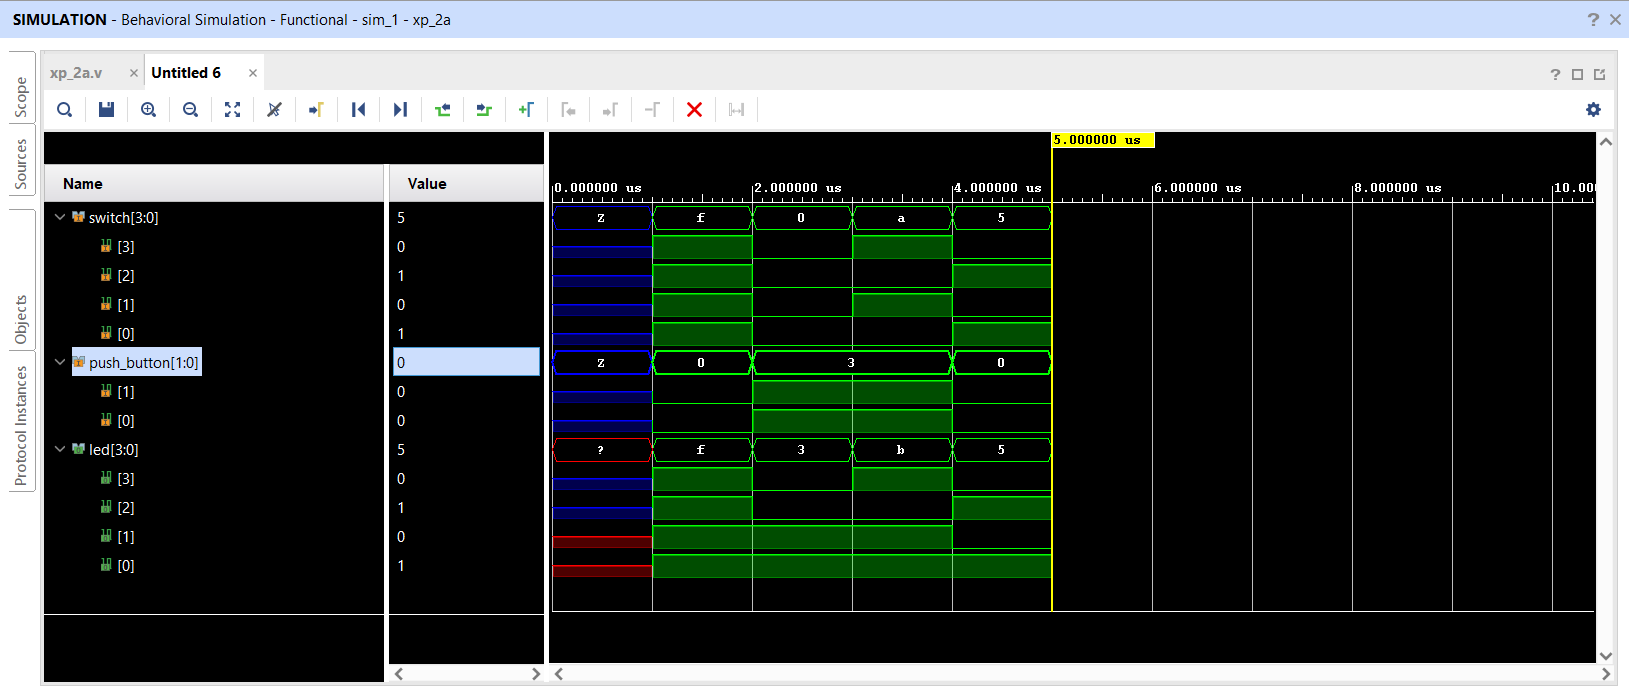 SIMULATION - Behavioral Simulation - Functional - sim_1 - xp_2a
? ×
Scope
Sources
Objects
Protocol Instances
xp_2a.v × Untitled 6 ×
5.000000 us
0.000000 us 2.000000 us 4.000000 us 6.000000 us 8.000000 us 10.00
Name Value
switch[3:0] 5 Z f 0 a 5
[3] 0
[2] 1
[1] 0
[0] 1
push_button[1:0] 0 Z 0 3 0
[1] 0
[0] 0
led[3:0] 5 ? f 3 b 5
[3] 0
[2] 1
[1] 0
[0] 1